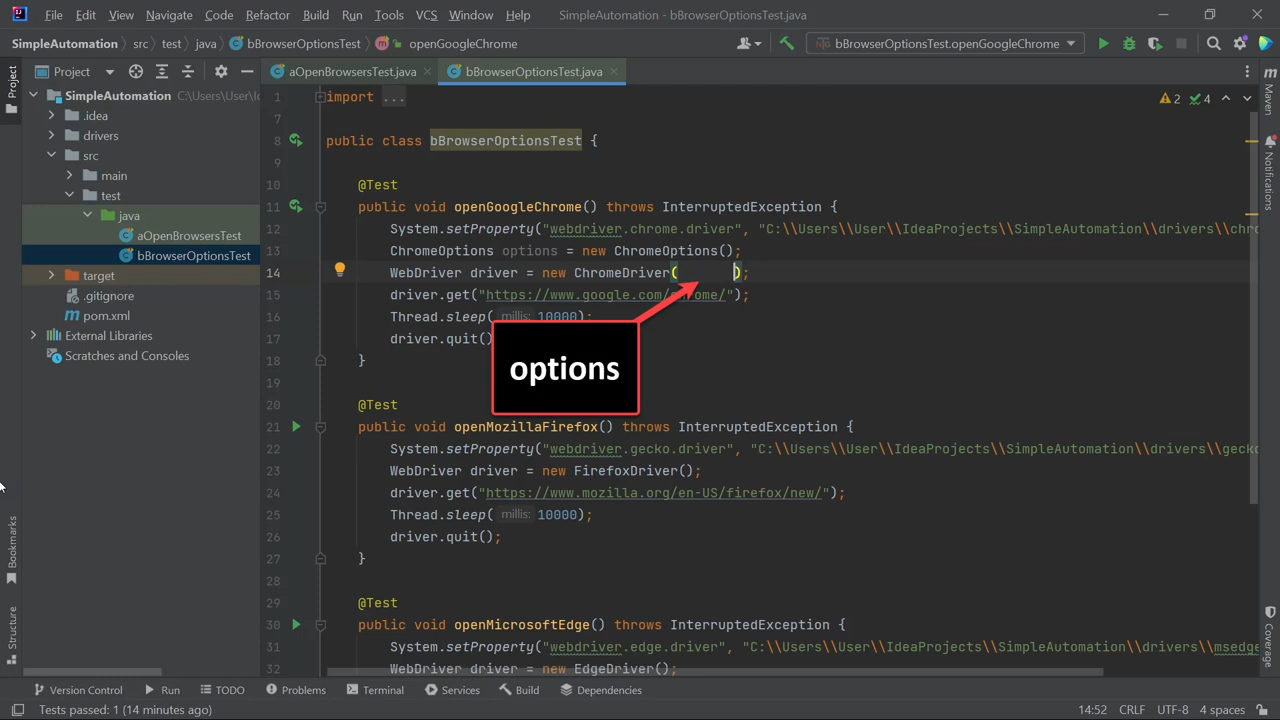 File Edit View Navigate Code Refactor Build Run Tools VCS Window Help SimpleAutomation - bBrowserOptionsTest.java
SimpleAutomation src test java bBrowserOptionsTest openGoogleChrome bBrowserOptionsTest.openGoogleChrome
Project
Project
aOpenBrowsersTest.java
bBrowserOptionsTest.java
Maven
Notifications
Coverage
Bookmarks
Structure
SimpleAutomation C:\Users\User\Id
.idea
drivers
src
main
test
java
aOpenBrowsersTest
bBrowserOptionsTest
target
.gitignore
pom.xml
External Libraries
Scratches and Consoles
2 4
1 import ...
7
8 public class bBrowserOptionsTest {
9
10 @Test
11 public void openGoogleChrome() throws InterruptedException {
12 System.setProperty("webdriver.chrome.driver", "C:\\Users\\User\\IdeaProjects\\SimpleAutomation\\drivers\\chro
13 ChromeOptions options = new ChromeOptions();
14 WebDriver driver = new ChromeDriver( );
15 driver.get("https://www.google.com/chrome/");
16 Thread.sleep( millis: 10000);
17 driver.quit()
18 }
options
19
20 @Test
21 public void openMozillaFirefox() throws InterruptedException {
22 System.setProperty("webdriver.gecko.driver", "C:\\Users\\User\\IdeaProjects\\SimpleAutomation\\drivers\\gecko
23 WebDriver driver = new FirefoxDriver();
24 driver.get("https://www.mozilla.org/en-US/firefox/new/");
25 Thread.sleep( millis: 10000);
26 driver.quit();
27 }
28
29 @Test
30 public void openMicrosoftEdge() throws InterruptedException {
31 System.setProperty("webdriver.edge.driver", "C:\\Users\\User\\IdeaProjects\\SimpleAutomation\\drivers\\msedge
32 WebDriver driver = new EdgeDriver();
Version Control Run TODO Problems Terminal Services Build Dependencies
Tests passed: 1 (14 minutes ago) 14:52 CRLF UTF-8 4 spaces